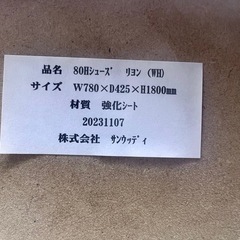 品名 80Hｼｭｰｽﾞ リヨン (WH)
サイズ W780×D425×H1800mm
材質 強化シート
20231107
株式会社 サンウッディ